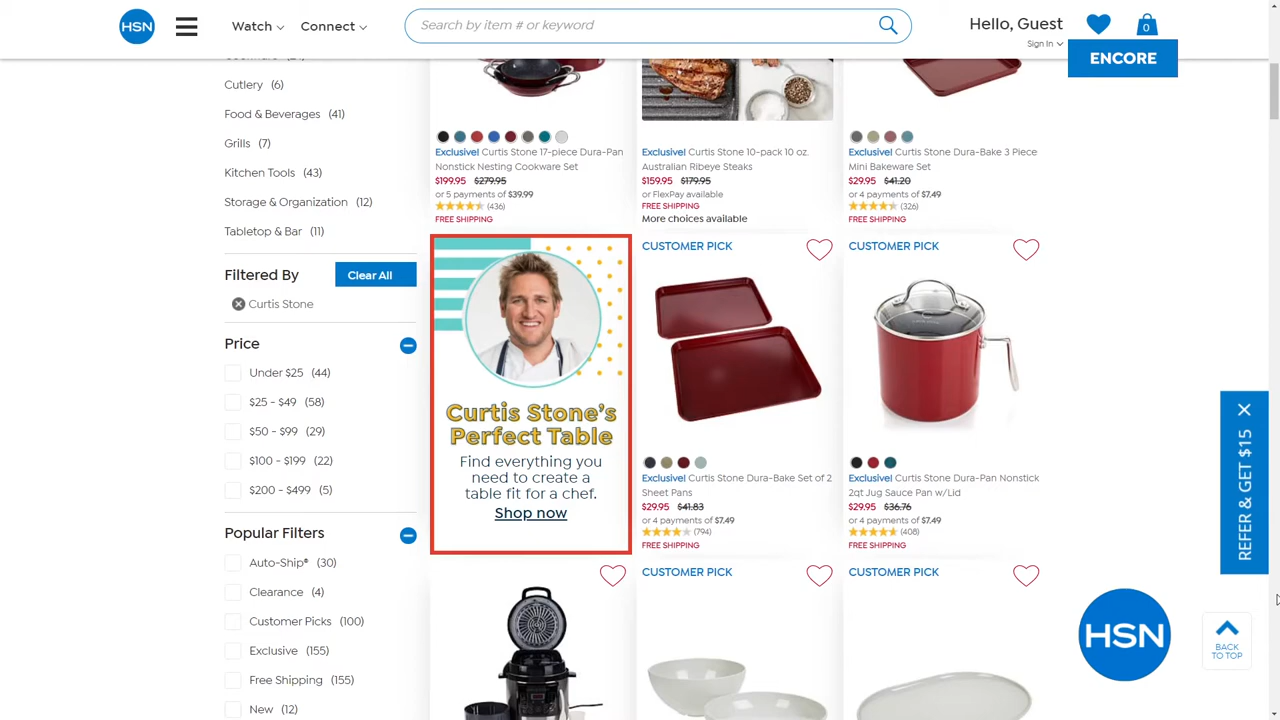 HSN
Watch
Connect
Search by item # or keyword
Hello, Guest
Sign In
0
ENCORE
Cutlery (6)
Food & Beverages (41)
Grills (7)
Kitchen Tools (43)
Storage & Organization (12)
Tabletop & Bar (11)
Filtered By
Clear All
Curtis Stone
Price
Under $25 (44)
$25 - $49 (58)
$50 - $99 (29)
$100 - $199 (22)
$200 - $499 (5)
Popular Filters
Auto-Ship® (30)
Clearance (4)
Customer Picks (100)
Exclusive (155)
Free Shipping (155)
New (12)
Exclusive! Curtis Stone 17-piece Dura-Pan
Nonstick Nesting Cookware Set
$199.95 $279.95
or 5 payments of $39.99
(436)
FREE SHIPPING
Exclusive! Curtis Stone 10-pack 10 oz.
Australian Ribeye Steaks
$159.95 $179.95
or FlexPay available
FREE SHIPPING
More choices available
Exclusive! Curtis Stone Dura-Bake 3 Piece
Mini Bakeware Set
$29.95 $41.20
or 4 payments of $7.49
(326)
FREE SHIPPING
Curtis Stone's
Perfect Table
Find everything you
need to create a
table fit for a chef.
Shop now
CUSTOMER PICK
Exclusive! Curtis Stone Dura-Bake Set of 2
Sheet Pans
$29.95 $41.83
or 4 payments of $7.49
(794)
FREE SHIPPING
CUSTOMER PICK
Exclusive! Curtis Stone Dura-Pan Nonstick
2qt Jug Sauce Pan w/Lid
$29.95 $36.76
or 4 payments of $7.49
(408)
FREE SHIPPING
CUSTOMER PICK
CUSTOMER PICK
REFER & GET $15
HSN
BACK
TO TOP